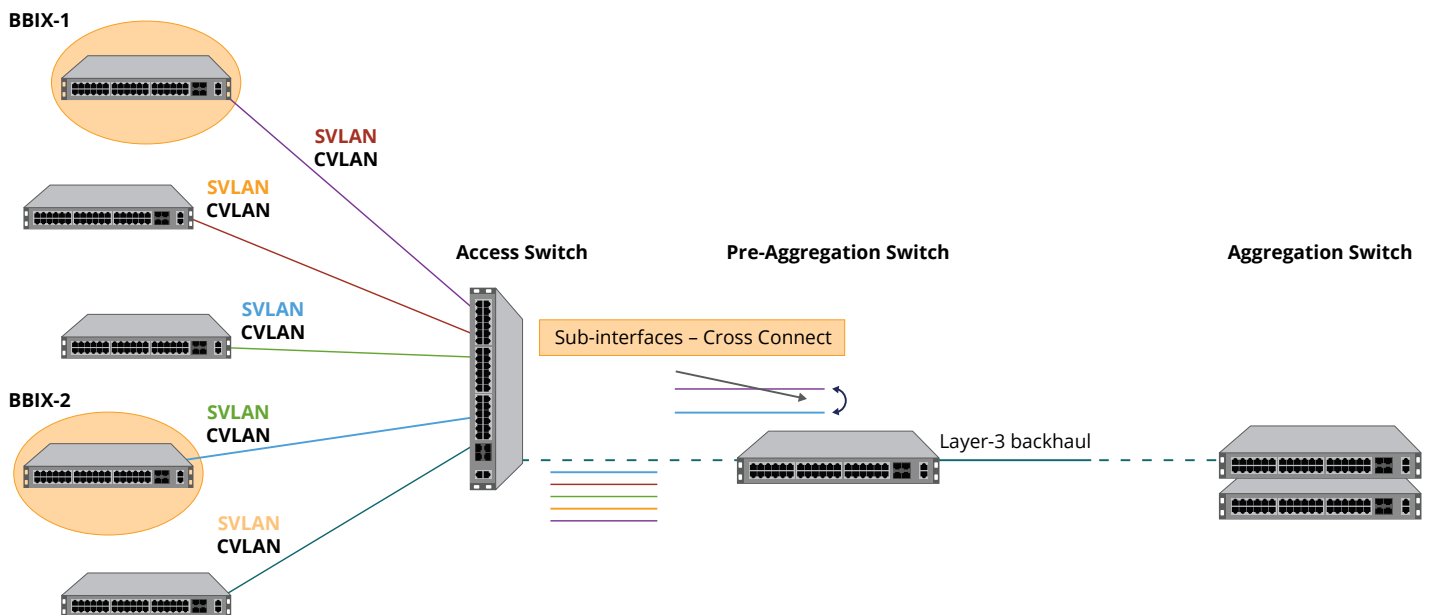 BBIX-1
SVLAN
CVLAN
SVLAN
CVLAN
Access Switch
Pre-Aggregation Switch
Aggregation Switch
SVLAN
CVLAN
Sub-interfaces – Cross Connect
BBIX-2
SVLAN
CVLAN
Layer-3 backhaul
SVLAN
CVLAN